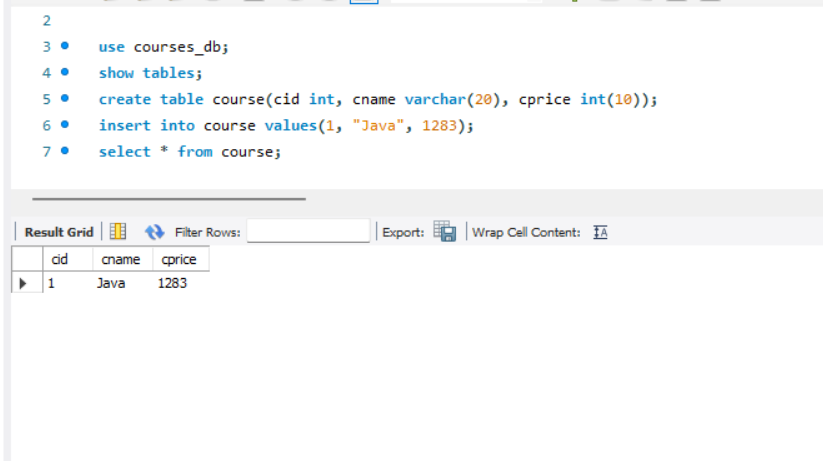 2
3 use courses_db;
4 show tables;
5 create table course(cid int, cname varchar(20), cprice int(10));
6 insert into course values(1, "Java", 1283);
7 select * from course;
Result Grid Filter Rows: Export: Wrap Cell Content: IA
cid cname cprice
1 Java 1283